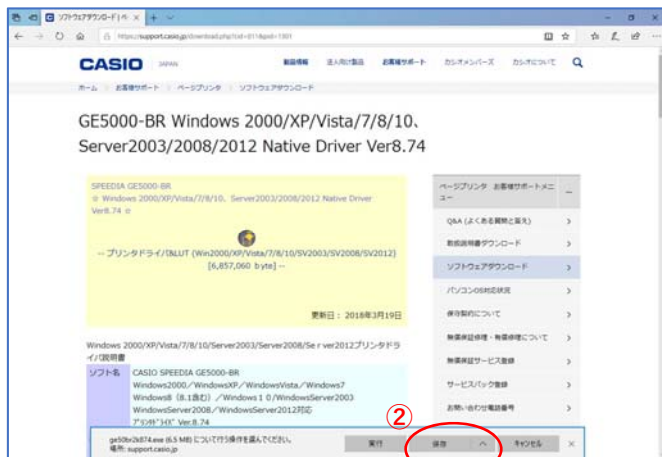 ソフトウェアダウンロード | ペ
https://support.casio.jp/download.php?cid=011&pid=1901
CASIO JAPAN 製品情報 法人向け製品 お客様サポート カシオメンバーズ カシオについて
ホーム お客様サポート ページプリンタ ソフトウェアダウンロード
GE5000-BR Windows 2000/XP/Vista/7/8/10、
Server2003/2008/2012 Native Driver Ver8.74
SPEEDIA GE5000-BR
Windows 2000/XP/Vista/7/8/10、Server2003/2008/2012 Native Driver
Ver8.74
-- プリンタドライバ&LUT (Win2000/XP/Vista/7/8/10/SV2003/SV2008/SV2012)
[6,857,060 byte] --
更新日： 2018年3月19日
Windows 2000/XP/Vista/7/8/10/Server2003/Server2008/Server2012プリンタドラ
イバ説明書
ソフト名 CASIO SPEEDIA GE5000-BR
Windows2000／WindowsXP／WindowsVista／Windows7
Windows8（8.1含む）／Windows１０/WindowsServer2003
WindowsServer2008／WindowsServer2012対応
ﾌﾟﾘﾝﾀﾄﾞﾗｲﾊﾞ Ver.8.74
ページプリンタ お客様サポートメニ
ュー
Q&A (よくある質問と答え)
取扱説明書ダウンロード
ソフトウェアダウンロード
パソコンOS対応状況
保守契約について
無償保証修理・無償修理について
無償保証サービス登録
サービスパック登録
お問い合わせ電話番号
②
ge50br2k874.exe (6.5 MB) について行う操作を選んでください。
場所: support.casio.jp
実行 保存 キャンセル